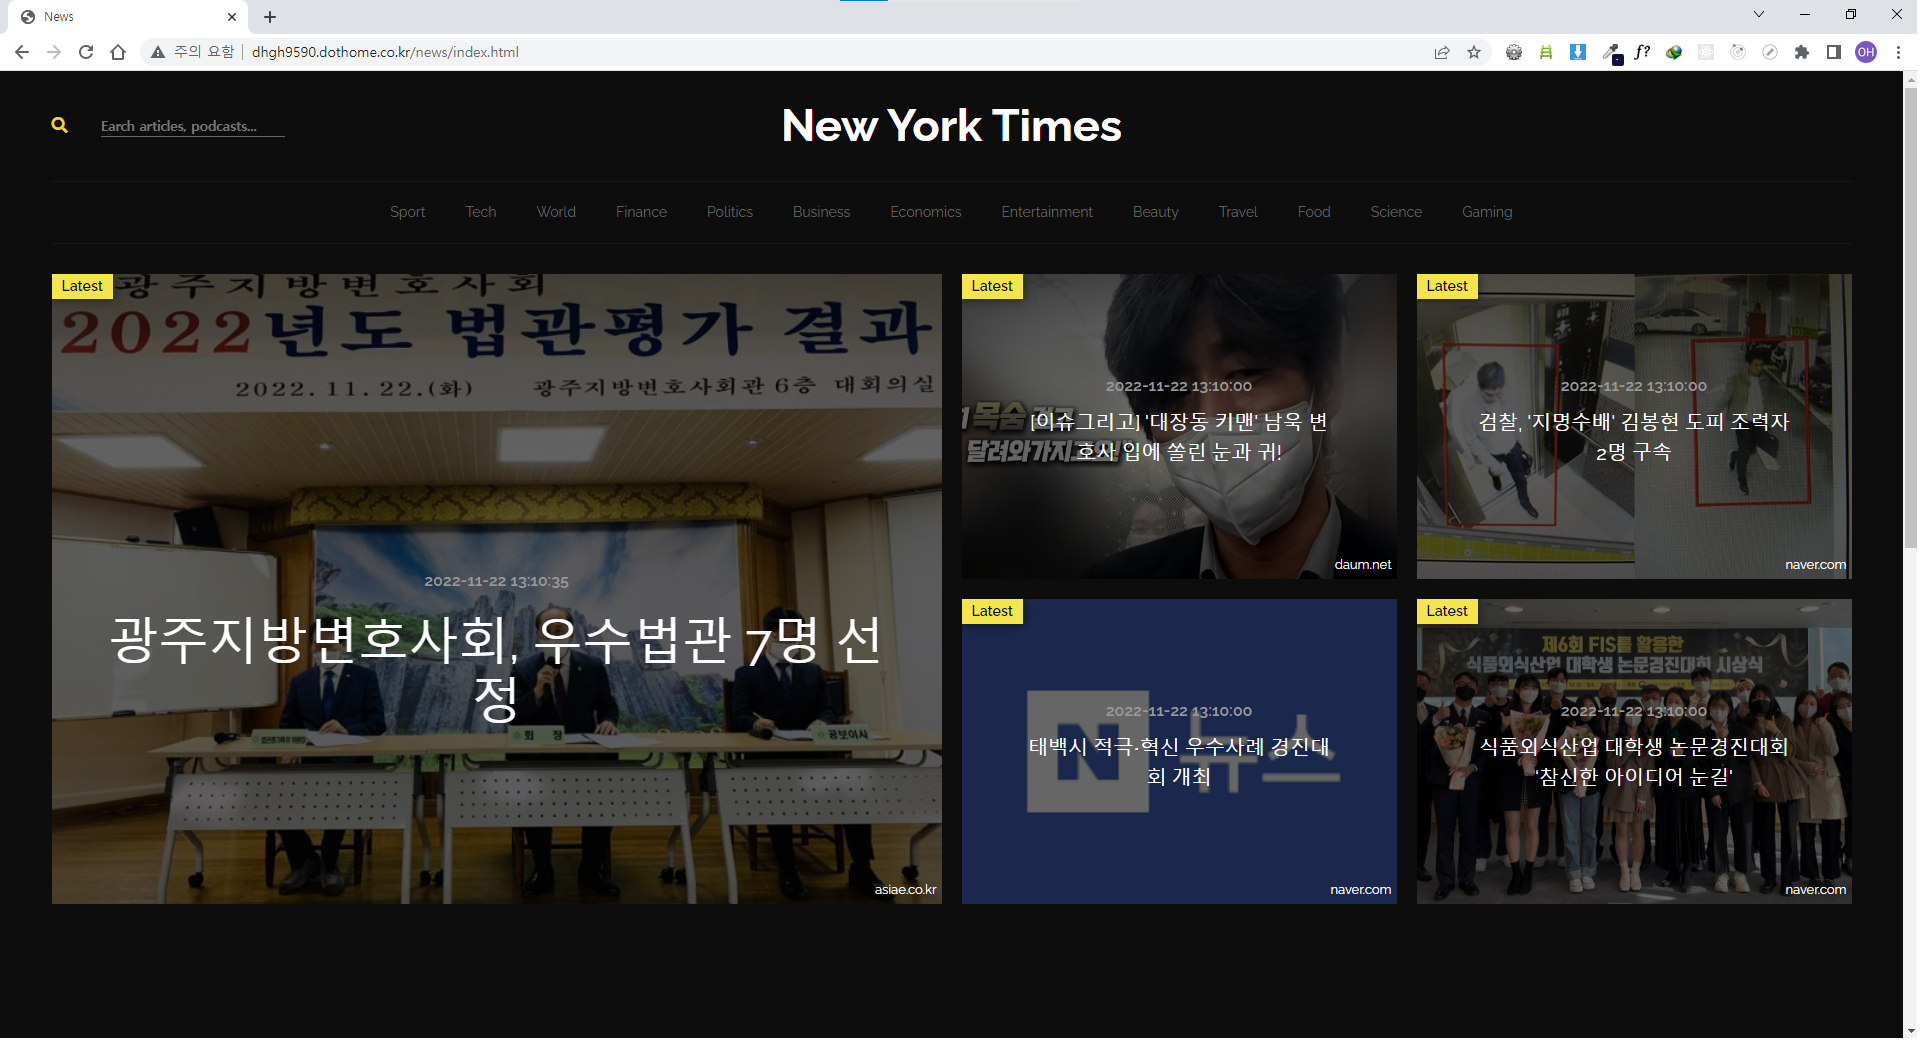 News
주의 요함
dhgh9590.dothome.co.kr/news/index.html
f?
OH
Earch articles, podcasts...
New York Times
Sport Tech World Finance Politics Business Economics Entertainment Beauty Travel Food Science Gaming
Latest
광주지방변호사회
2022년도 법관평가 결과
2022. 11. 22.(화) 광주지방변호사회관 6층 대회의실
2022-11-22 13:10:35
광주지방변호사회, 우수법관 7명 선
정
회 장
공보이사
asiae.co.kr
Latest
2022-11-22 13:10:00
목숨
[이슈그리고] '대장동 키맨' 남욱 변
호사 입에 쏠린 눈과 귀!
daum.net
Latest
2022-11-22 13:10:00
검찰, '지명수배' 김봉현 도피 조력자
2명 구속
naver.com
Latest
2022-11-22 13:10:00
N 뉴스
태백시 적극·혁신 우수사례 경진대
회 개최
naver.com
Latest
제6회 FIS를 활용한
식품외식산업 대학생 논문경진대회 시상식
2022-11-22 13:10:00
식품외식산업 대학생 논문경진대회
‘참신한 아이디어 눈길'
naver.com